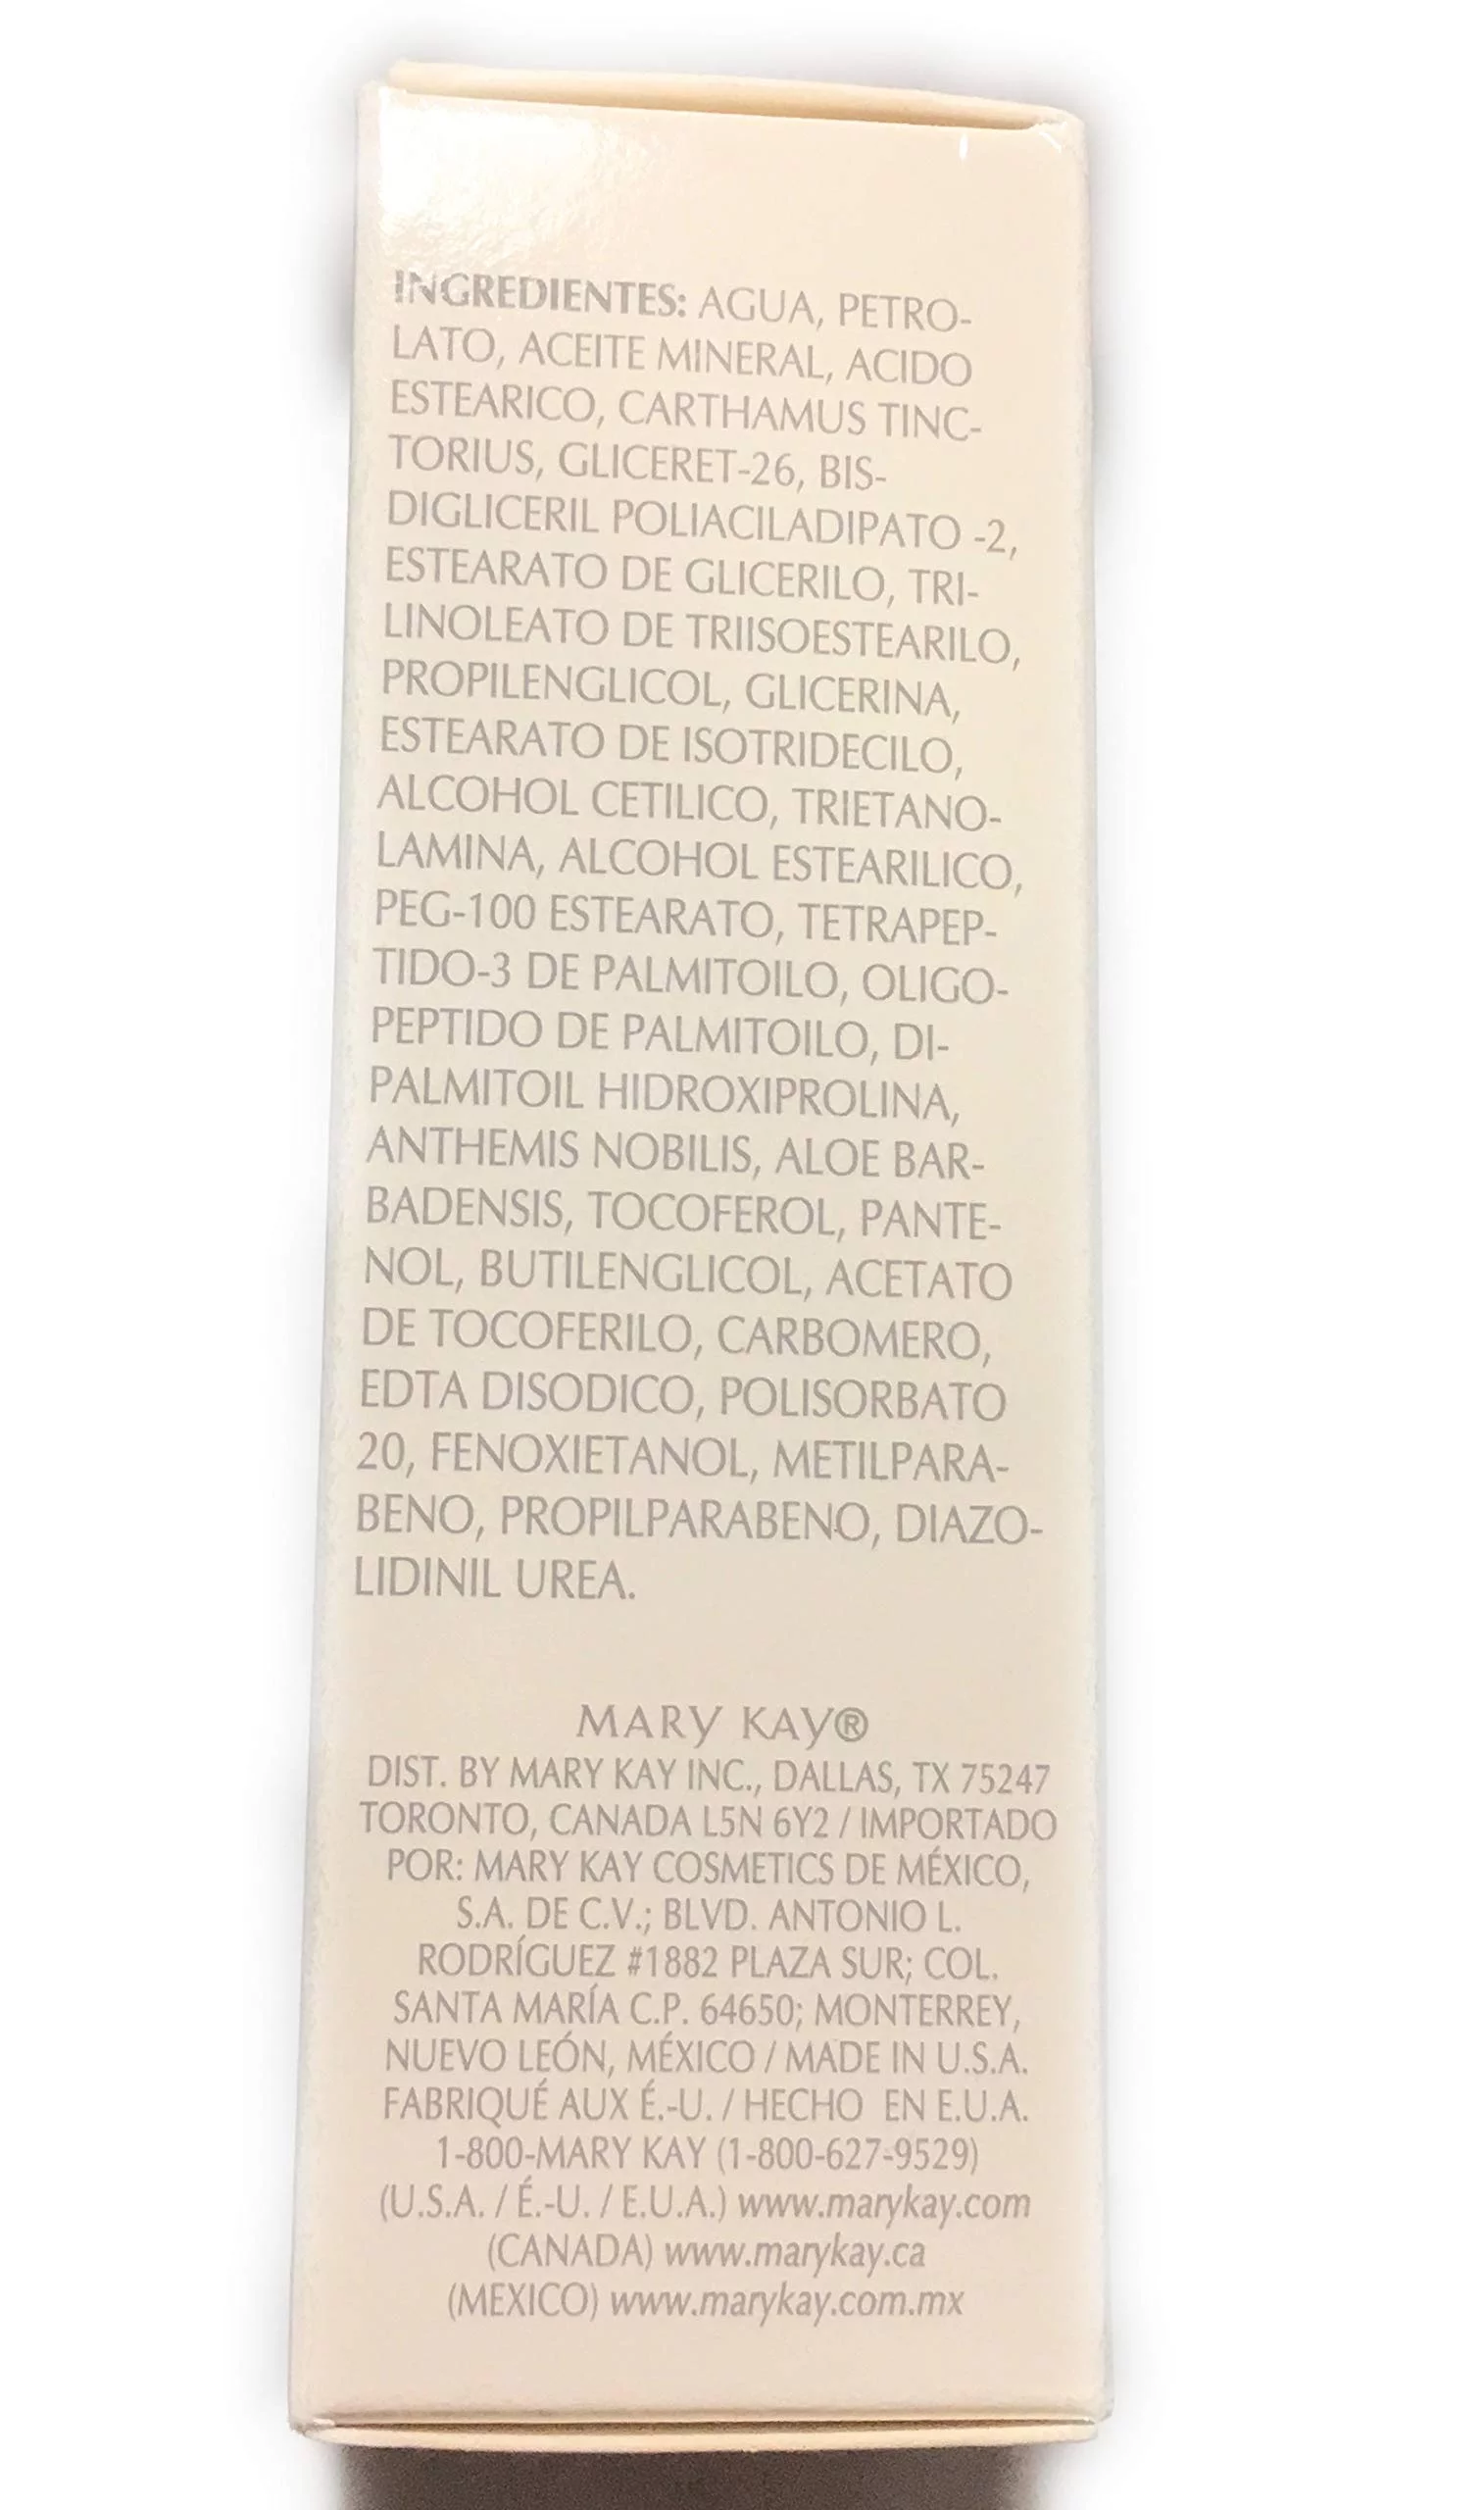 INGREDIENTES: AGUA, PETRO-
LATO, ACEITE MINERAL, ACIDO
ESTEARICO, CARTHAMUS TINC-
TORIUS, GLICERET-26, BIS-
DIGLICERIL POLIACILADIPATO -2,
ESTEARATO DE GLICERILO, TRI-
LINOLEATO DE TRIISOESTEARILO,
PROPILENGLICOL, GLICERINA,
ESTEARATO DE ISOTRIDECILO,
ALCOHOL CETILICO, TRIETANO-
LAMINA, ALCOHOL ESTEARILICO,
PEG-100 ESTEARATO, TETRAPEP-
TIDO-3 DE PALMITOILO, OLIGO-
PEPTIDO DE PALMITOILO, DI-
PALMITOIL HIDROXIPROLINA,
ANTHEMIS NOBILIS, ALOE BAR-
BADENSIS, TOCOFEROL, PANTE-
NOL, BUTILENGLICOL, ACETATO
DE TOCOFERILO, CARBOMERO,
EDTA DISODICO, POLISORBATO
20, FENOXIETANOL, METILPARA-
BENO, PROPILPARABENO, DIAZO-
LIDINIL UREA.
MARY KAY®
DIST. BY MARY KAY INC., DALLAS, TX 75247
TORONTO, CANADA L5N 6Y2 / IMPORTADO
POR: MARY KAY COSMETICS DE MÉXICO,
S.A. DE C.V.; BLVD. ANTONIO L.
RODRÍGUEZ #1882 PLAZA SUR; COL.
SANTA MARÍA C.P. 64650; MONTERREY,
NUEVO LEÓN, MÉXICO / MADE IN U.S.A.
FABRIQUÉ AUX É.-U. / HECHO EN E.U.A.
1-800-MARY KAY (1-800-627-9529)
(U.S.A. / É.-U. / E.U.A.) www.marykay.com
(CANADA) www.marykay.ca
(MEXICO) www.marykay.com.mx